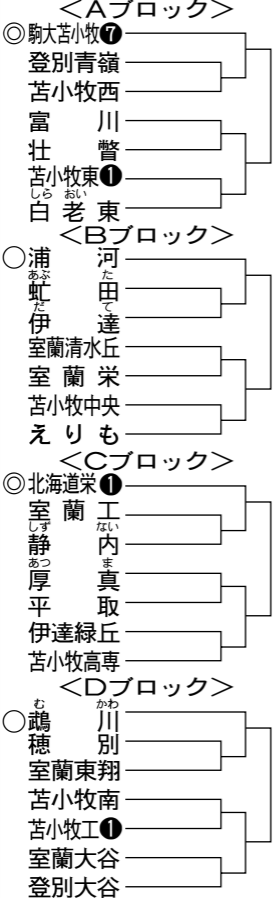 <Aブロック>
◎駒大苫小牧❼
登別青嶺
苫小牧西
富川
壮瞥
苫小牧東❶
しら おい
白老東
<Bブロック>
○浦河
あぶ た
虻田
だ て
伊達
室蘭清水丘
室蘭栄
苫小牧中央
えりも
<Cブロック>
◎北海道栄❶
室蘭工
しず ない
静内
あつ ま
厚真
平取
伊達緑丘
苫小牧高専
<Dブロック>
む かわ
○鵡川
穂別
室蘭東翔
苫小牧南
苫小牧工❶
室蘭大谷
登別大谷